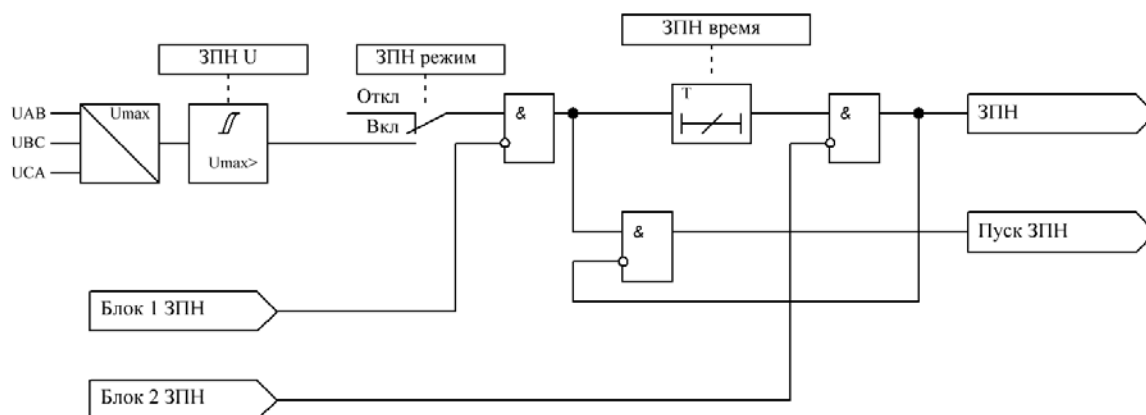 ЗПН время
ЗПН U
ЗПН режим
UAB
UBC
UCA
Umax
Umax>
Откл
Вкл
&
T
&
ЗПН
&
Пуск ЗПН
Блок 1 ЗПН
Блок 2 ЗПН